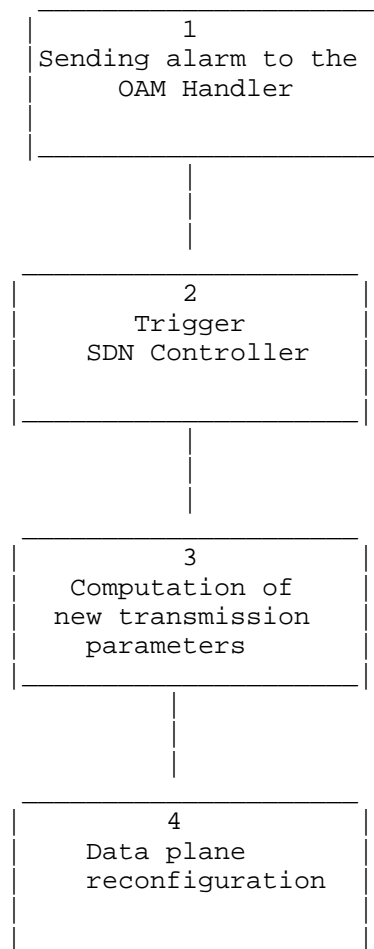 1
Sending alarm to the
OAM Handler
2
Trigger
SDN Controller
3
Computation of
new transmission
parameters
4
Data plane
reconfiguration